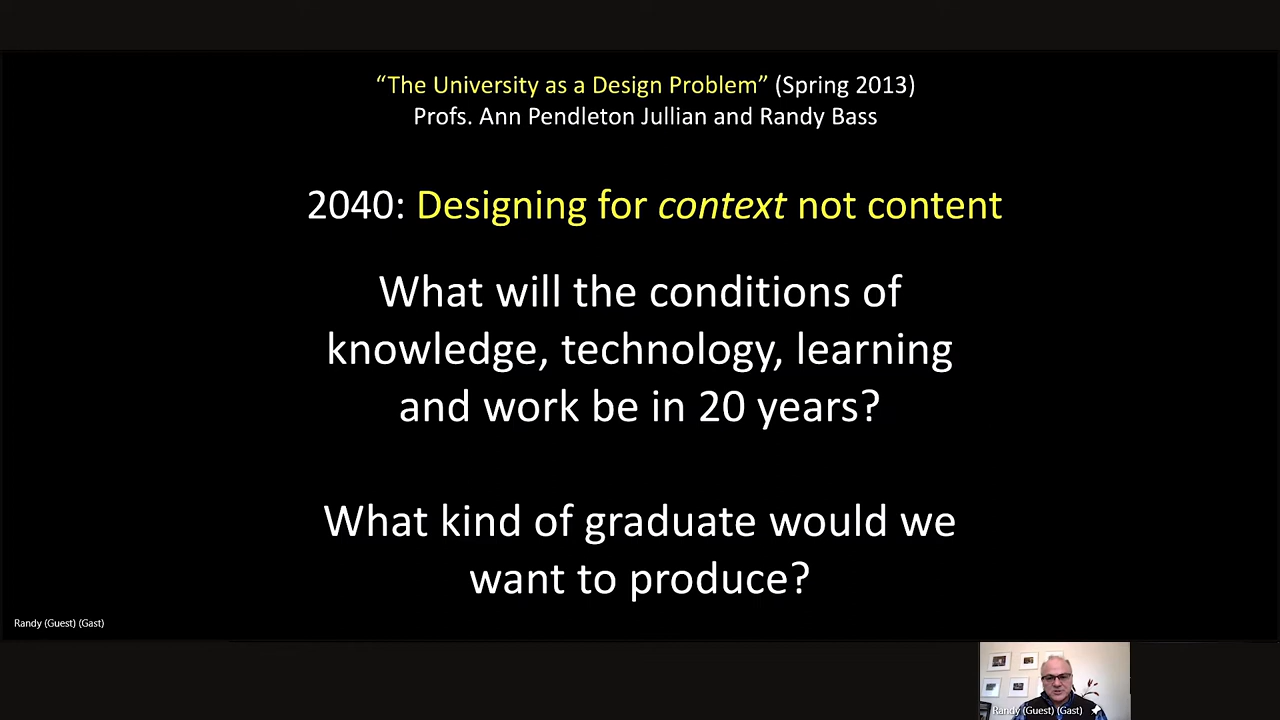 “The University as a Design Problem” (Spring 2013)
Profs. Ann Pendleton Jullian and Randy Bass
2040: Designing for context not content
What will the conditions of
knowledge, technology, learning
and work be in 20 years?
What kind of graduate would we
want to produce?
Randy (Guest) (Gast)
Randy (Guest) (Gast)